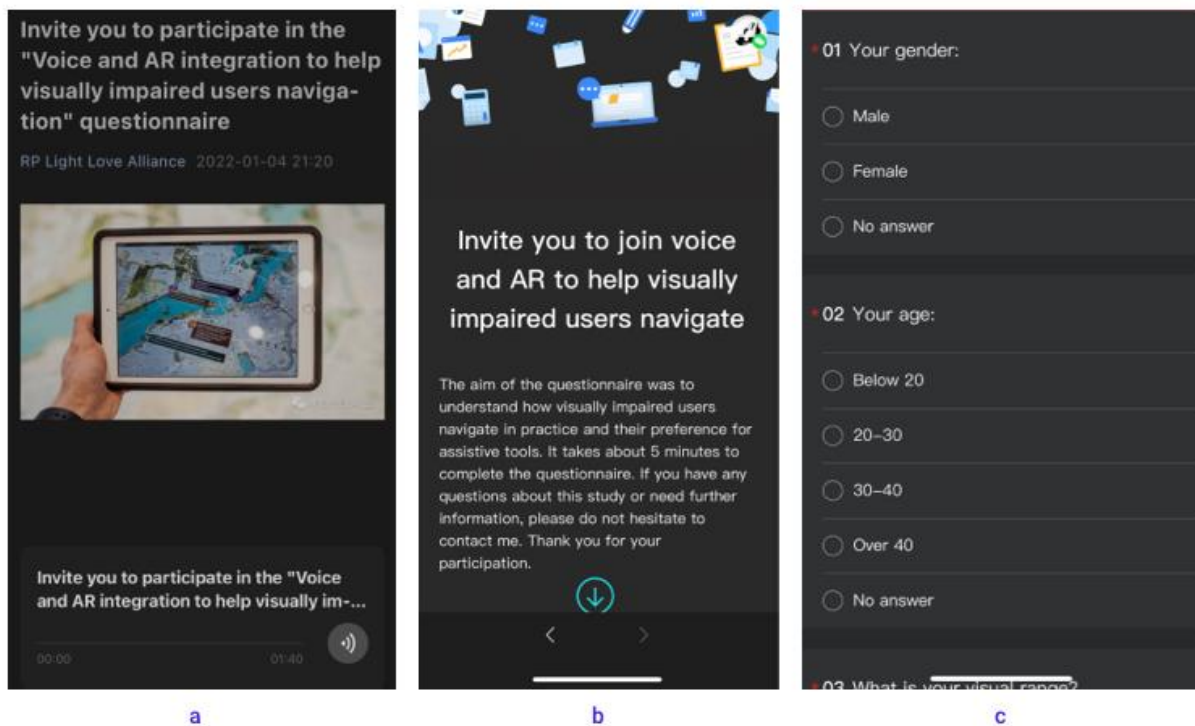 Invite you to participate in the
"Voice and AR integration to help
visually impaired users naviga-
tion" questionnaire
RP Light Love Alliance 2022-01-04 21:20
Invite you to participate in the "Voice
and AR integration to help visually im-...
00:00 01:40
a
Invite you to join voice
and AR to help visually
impaired users navigate
The aim of the questionnaire was to
understand how visually impaired users
navigate in practice and their preference for
assistive tools. It takes about 5 minutes to
complete the questionnaire. If you have any
questions about this study or need further
information, please do not hesitate to
contact me. Thank you for your
participation.
b
* 01 Your gender:
Male
Female
No answer
* 02 Your age:
Below 20
20–30
30–40
Over 40
No answer
* 03 What is your visual range?
c